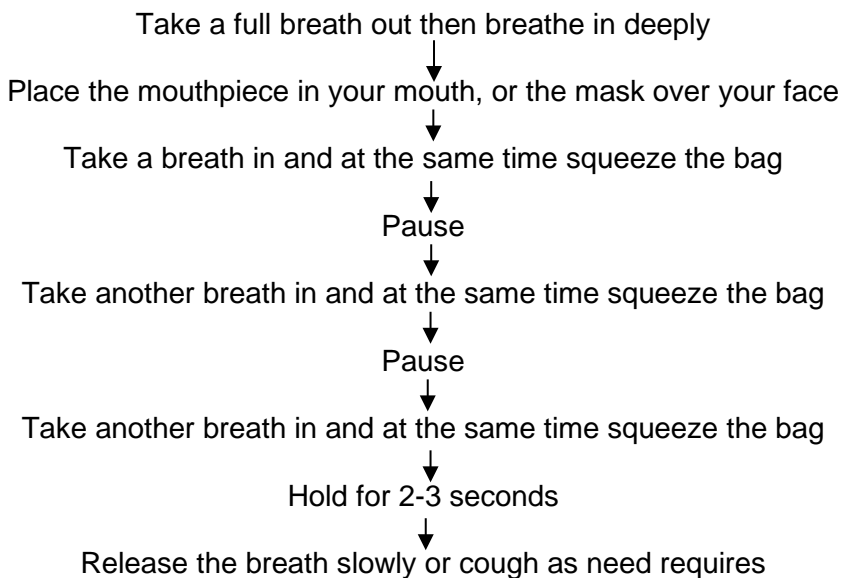 Take a full breath out then breathe in deeply
Place the mouthpiece in your mouth, or the mask over your face
Take a breath in and at the same time squeeze the bag
Pause
Take another breath in and at the same time squeeze the bag
Pause
Take another breath in and at the same time squeeze the bag
Hold for 2-3 seconds
Release the breath slowly or cough as need requires